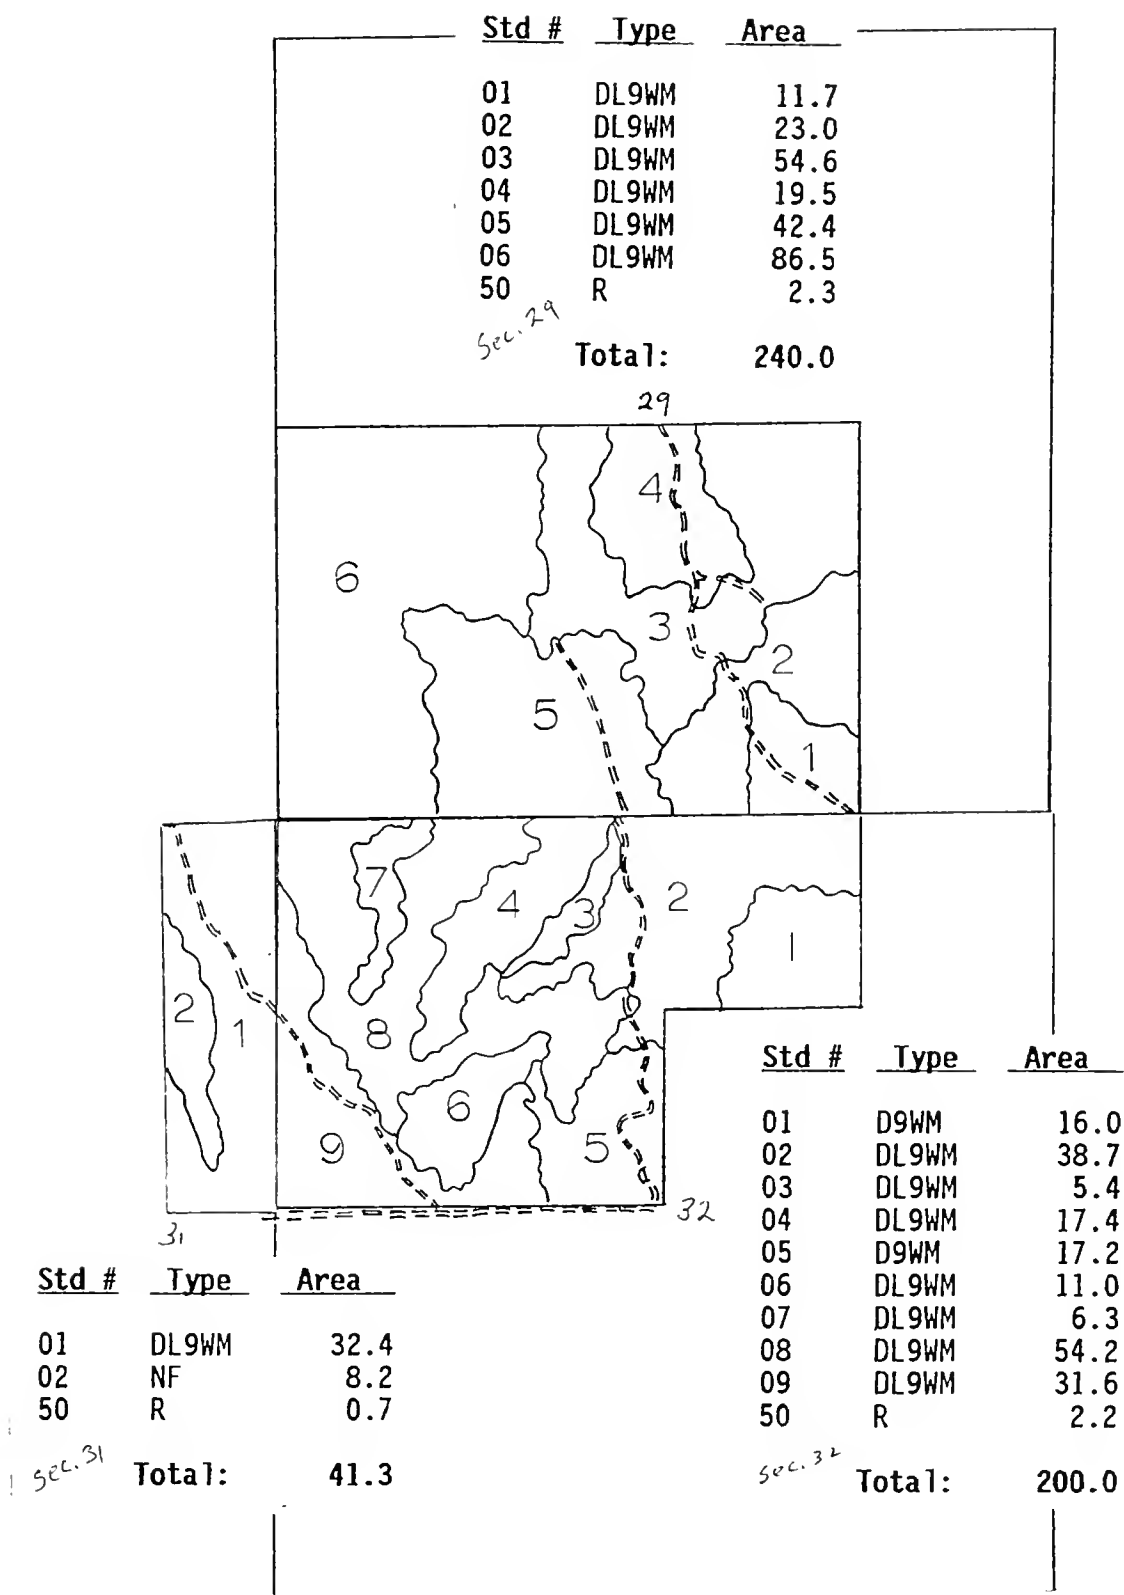 Std # Type Area
01 DL9WM 11.7
02 DL9WM 23.0
03 DL9WM 54.6
04 DL9WM 19.5
05 DL9WM 42.4
06 DL9WM 86.5
50 R 2.3
Sec. 29
Total: 240.0
29
4
6
3
2
5
1
7
4
3
2
1
2
1
8
6
9
5
32
31
Std # Type Area
01 D9WM 16.0
02 DL9WM 38.7
03 DL9WM 5.4
04 DL9WM 17.4
05 D9WM 17.2
06 DL9WM 11.0
07 DL9WM 6.3
08 DL9WM 54.2
09 DL9WM 31.6
50 R 2.2
Sec. 32
Total: 200.0
Std # Type Area
01 DL9WM 32.4
02 NF 8.2
50 R 0.7
Sec. 31
Total: 41.3